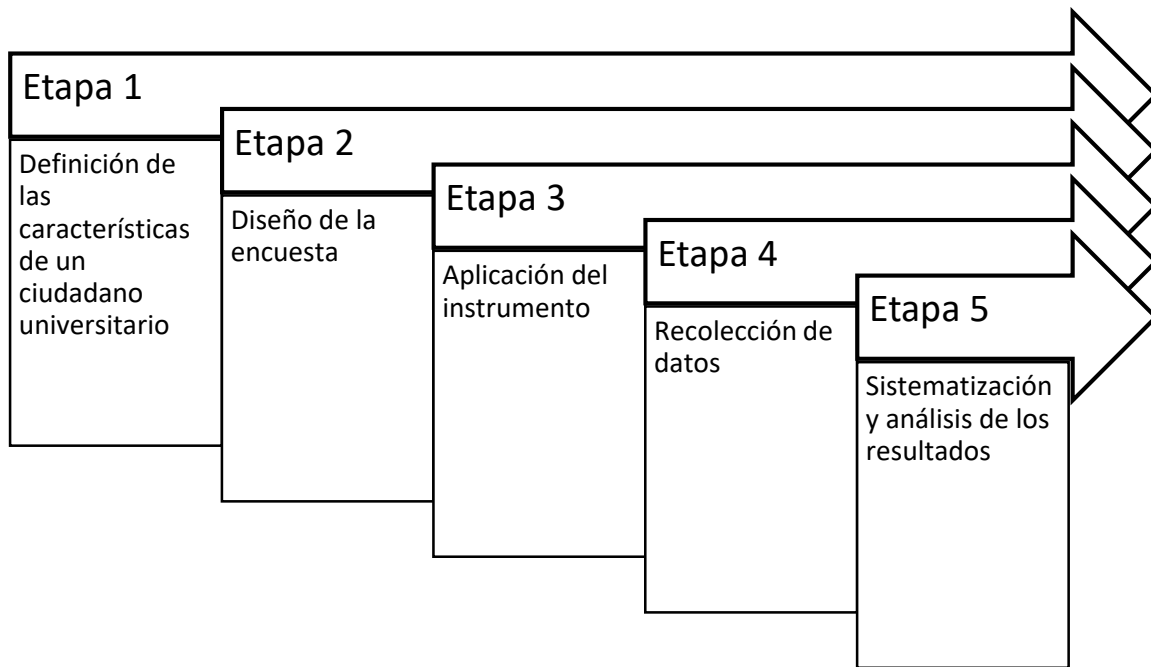 Etapa 1
Definición de
las
características
de un
ciudadano
universitario
Etapa 2
Diseño de la
encuesta
Etapa 3
Aplicación del
instrumento
Etapa 4
Recolección de
datos
Etapa 5
Sistematización
y análisis de los
resultados